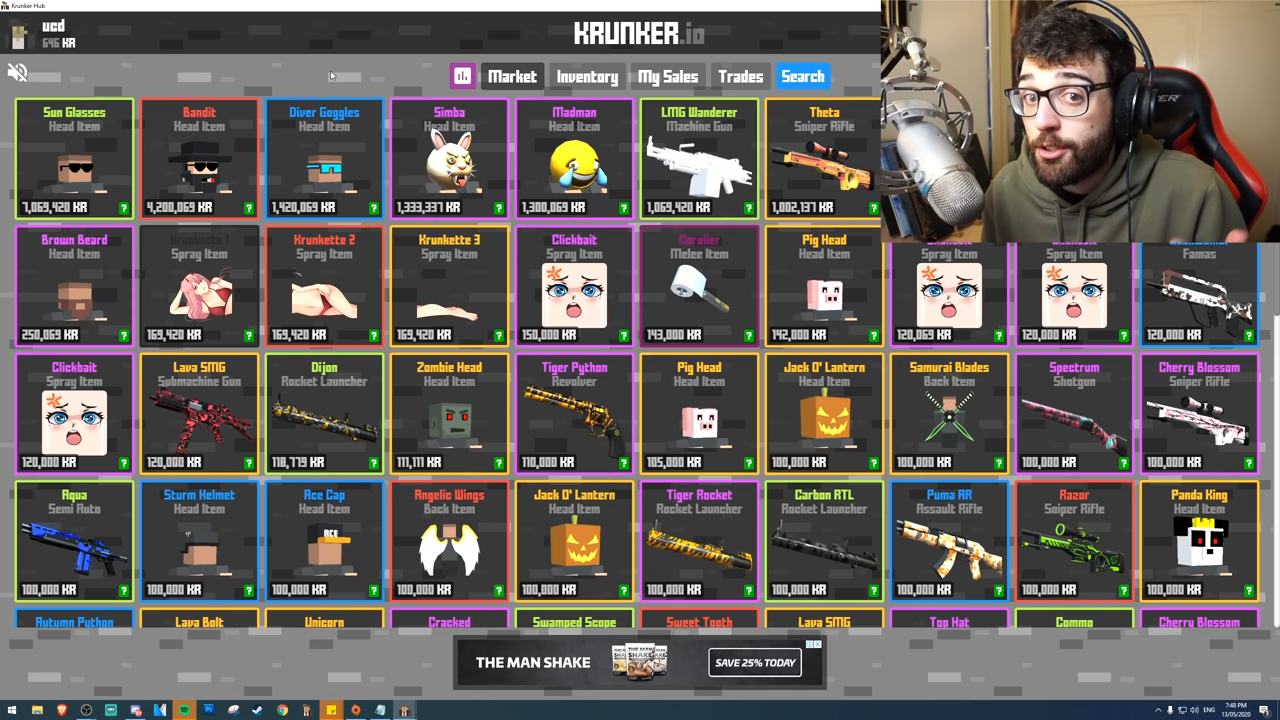 Krunker Hub
ucd
646 KR
KRUNKER.io
Market
Inventory
My Sales
Trades
Search
Sun Glasses
Head Item
7,069,420 KR
?
Bandit
Head Item
4,200,069 KR
?
Diver Goggles
Head Item
1,420,069 KR
?
Simba
Head Item
1,333,337 KR
?
Madman
Head Item
1,300,069 KR
?
LMG Wanderer
Machine Gun
1,069,420 KR
?
Theta
Sniper Rifle
1,002,137 KR
?
Brown Beard
Head Item
250,069 KR
?
Krunkette 1
Spray Item
169,420 KR
?
Krunkette 2
Spray Item
169,420 KR
?
Krunkette 3
Spray Item
169,420 KR
?
Clickbait
Spray Item
150,000 KR
?
Coroller
Melee Item
143,000 KR
?
Pig Head
Head Item
142,000 KR
?
Spray Item
120,069 KR
?
Spray Item
120,000 KR
?
Famas
120,000 KR
?
Clickbait
Spray Item
120,000 KR
?
Lava SMG
Submachine Gun
120,000 KR
?
Dijon
Rocket Launcher
118,779 KR
?
Zombie Head
Head Item
111,111 KR
?
Tiger Python
Revolver
110,000 KR
?
Pig Head
Head Item
105,000 KR
?
Jack O' Lantern
Head Item
100,000 KR
?
Samurai Blades
Back Item
100,000 KR
?
Spectrum
Shotgun
100,000 KR
?
Cherry Blossom
Sniper Rifle
100,000 KR
?
Aqua
Semi Auto
100,000 KR
?
Sturm Helmet
Head Item
100,000 KR
?
Ace Cap
Head Item
ACE
100,000 KR
?
Angelic Wings
Back Item
100,000 KR
?
Jack O' Lantern
Head Item
100,000 KR
?
Tiger Rocket
Rocket Launcher
100,000 KR
?
Carbon RTL
Rocket Launcher
100,000 KR
?
Puma AR
Assault Rifle
100,000 KR
?
Razor
Sniper Rifle
100,000 KR
?
Panda King
Head Item
100,000 KR
?
Autumn Python
Lava Bolt
Unicorn
Cracked
Swamped Scope
Sweet Tooth
Lava SMG
Top Hat
Commo
Cherry Blossom
THE MAN SHAKE
SAVE 25% TODAY
ENG
7:48 PM
13/05/2020